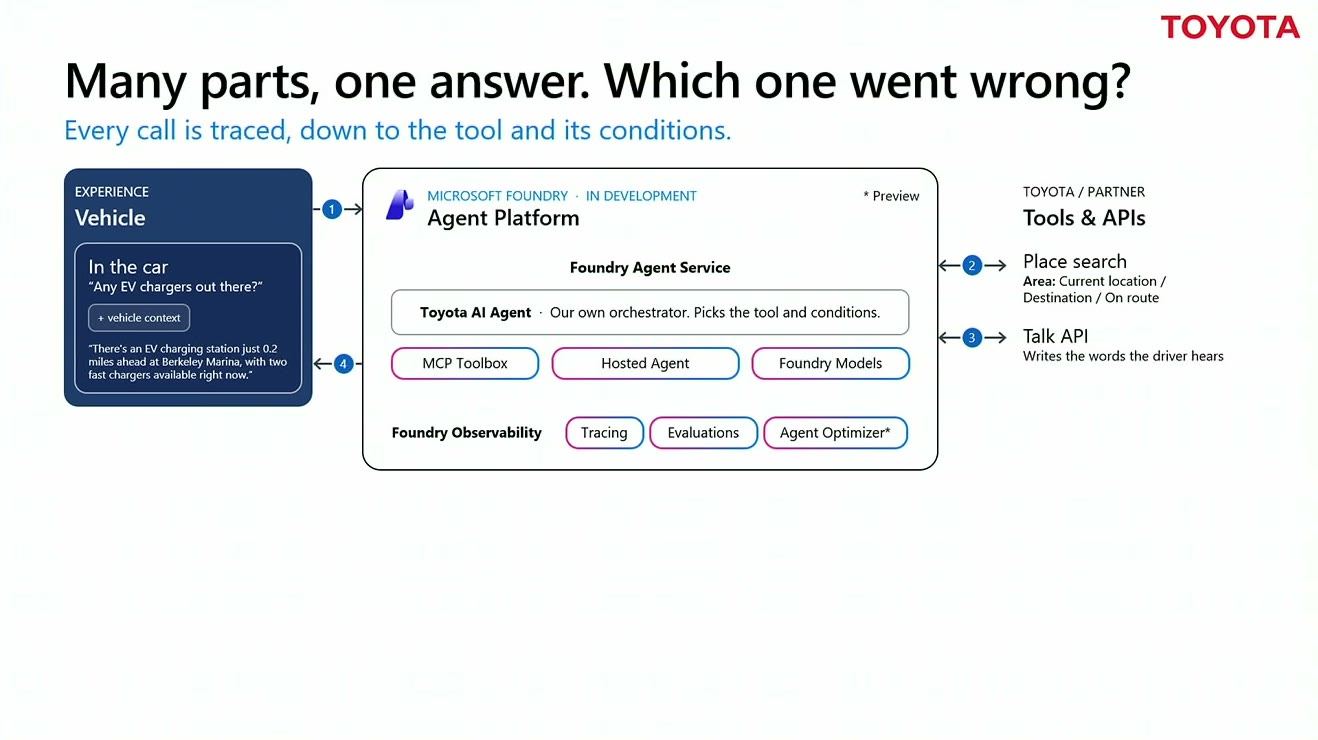 TOYOTA
Many parts, one answer. Which one went wrong?
Every call is traced, down to the tool and its conditions.
EXPERIENCE
Vehicle
In the car
“Any EV chargers out there?”
+ vehicle context
“There's an EV charging station just 0.2
miles ahead at Berkeley Marina, with two
fast chargers available right now.”
1
4
MICROSOFT FOUNDRY · IN DEVELOPMENT
* Preview
Agent Platform
Foundry Agent Service
Toyota AI Agent · Our own orchestrator. Picks the tool and conditions.
MCP Toolbox
Hosted Agent
Foundry Models
Foundry Observability
Tracing
Evaluations
Agent Optimizer*
2
3
TOYOTA / PARTNER
Tools & APIs
Place search
Area: Current location /
Destination / On route
Talk API
Writes the words the driver hears